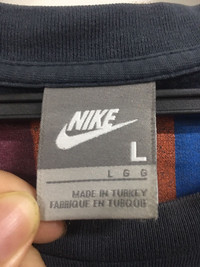 NIKE
L
L G G
MADE IN TURKEY
FABRIQUE EN TURQUIE